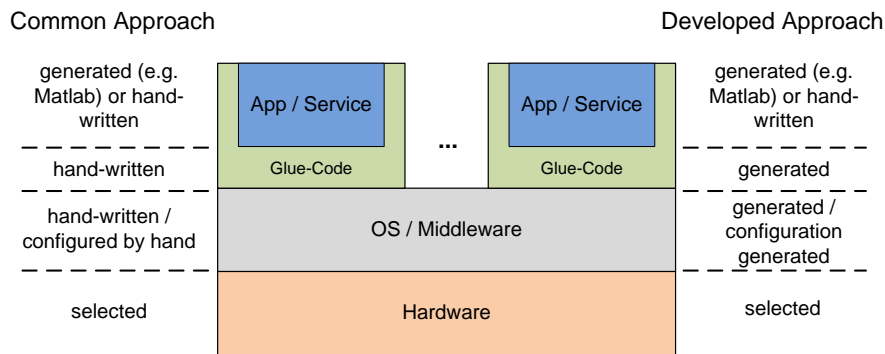 Common Approach
Developed Approach
generated (e.g.
Matlab) or hand-
written
App / Service
...
App / Service
generated (e.g.
Matlab) or hand-
written
hand-written
Glue-Code
Glue-Code
generated
hand-written /
configured by hand
OS / Middleware
generated /
configuration
generated
selected
Hardware
selected